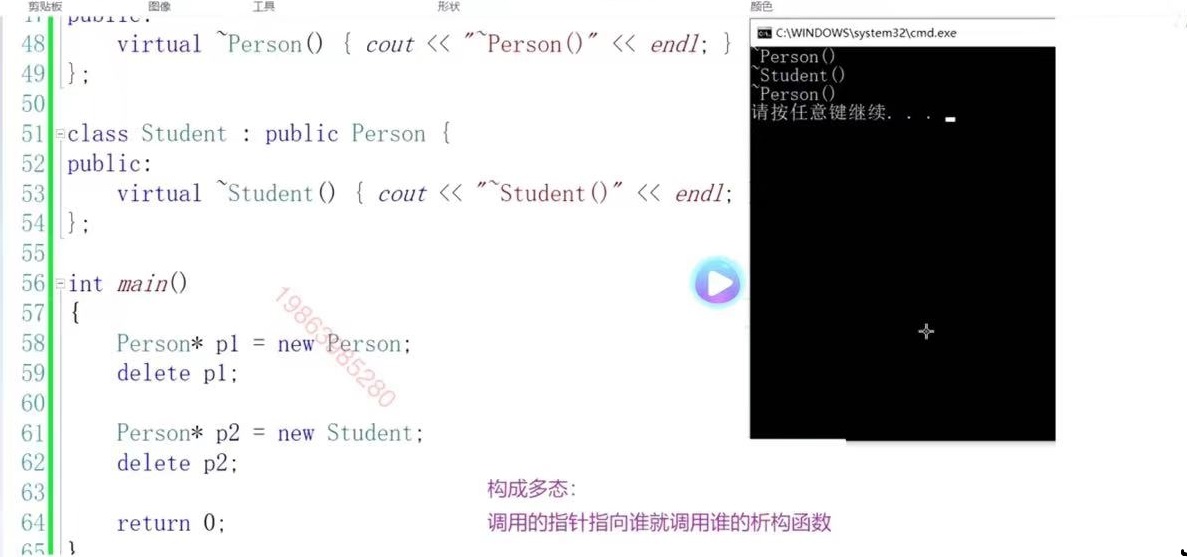 剪贴板 图像 工具 形状 颜色
47 public:
48 virtual ~Person() { cout << "~Person()" << endl; }
49 };
50
51 class Student : public Person {
52 public:
53 virtual ~Student() { cout << "~Student()" << endl;
54 };
55
56 int main()
57 {
58 Person* p1 = new Person;
59 delete p1;
60
61 Person* p2 = new Student;
62 delete p2;
63
64 return 0;
65 }
C:\WINDOWS\system32\cmd.exe
~Person()
~Student()
~Person()
请按任意键继续. . .
构成多态：
调用的指针指向谁就调用谁的析构函数